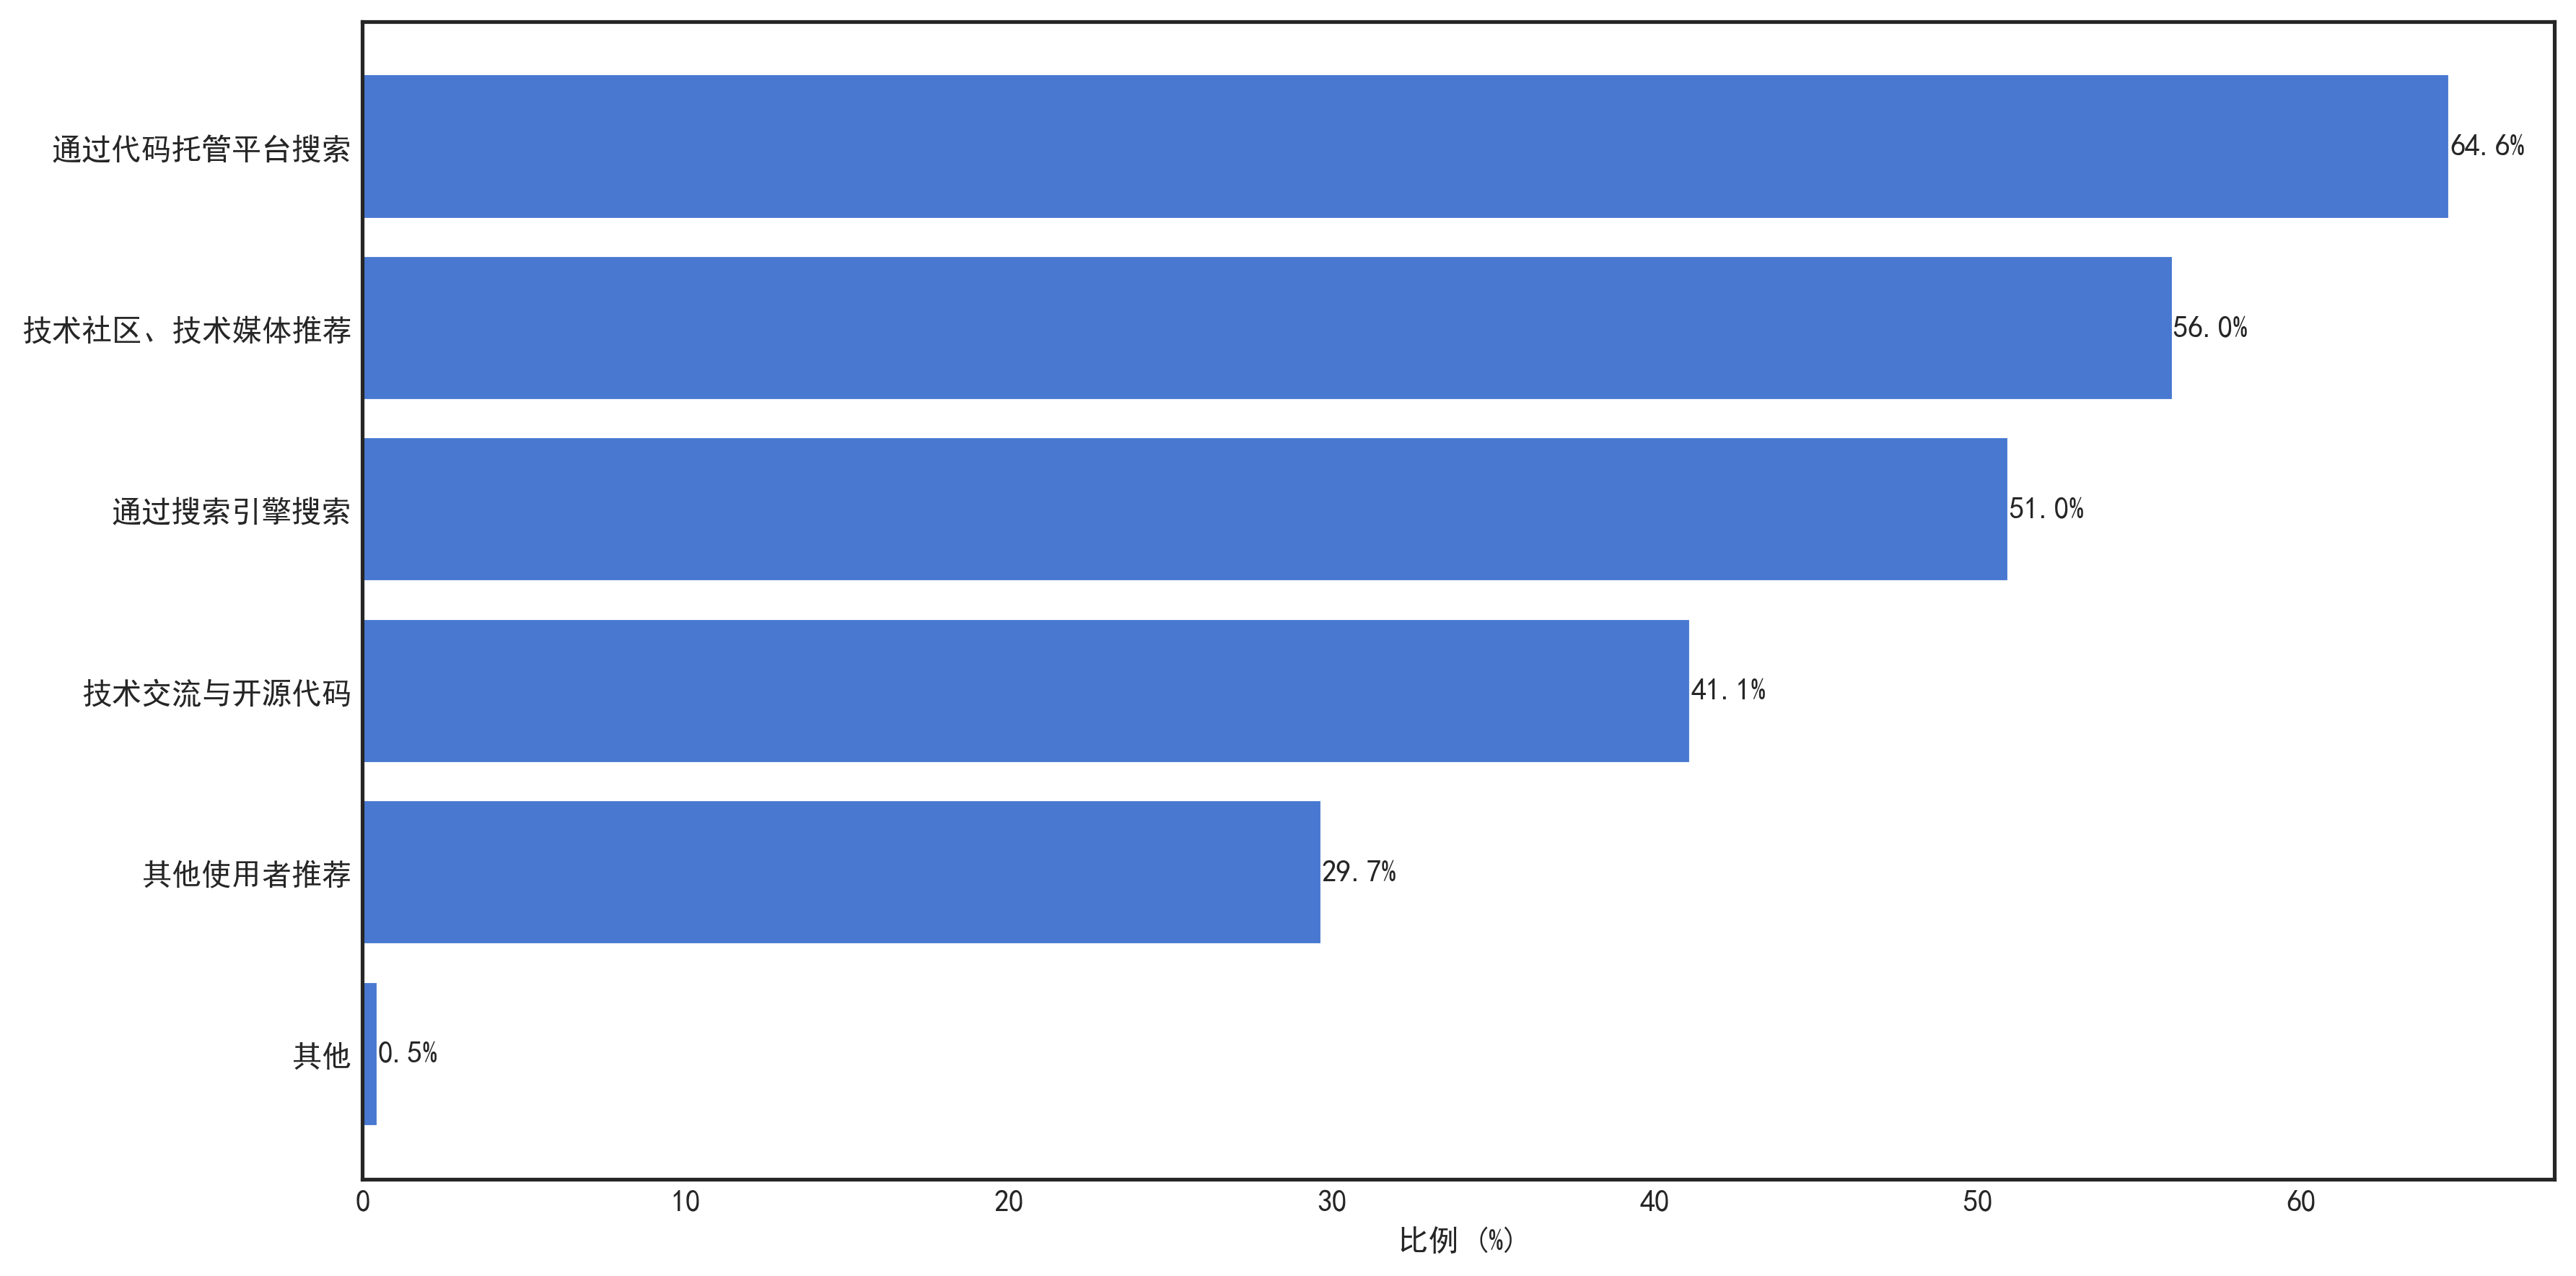 通过代码托管平台搜索
64.6%
技术社区、技术媒体推荐
56.0%
通过搜索引擎搜索
51.0%
技术交流与开源代码
41.1%
其他使用者推荐
29.7%
其他
0.5%
0 10 20 30 40 50 60
比例 (%)